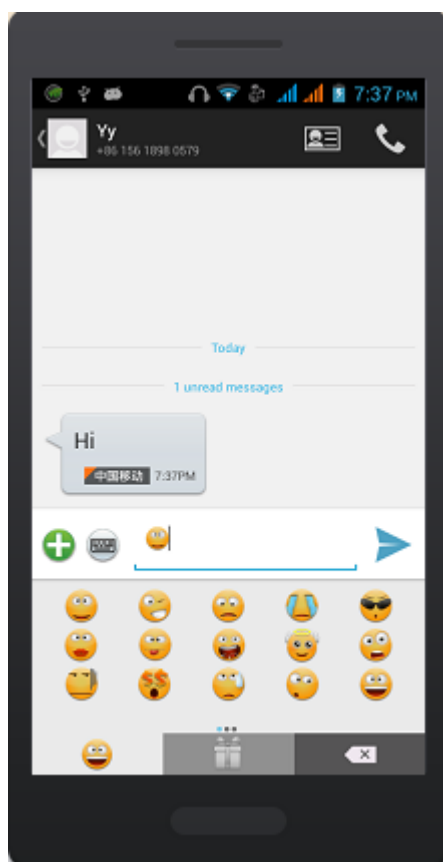 7:37 PM
Yy
+86 156 1898 0579
Today
1 unread messages
Hi
中国移动 7:37PM